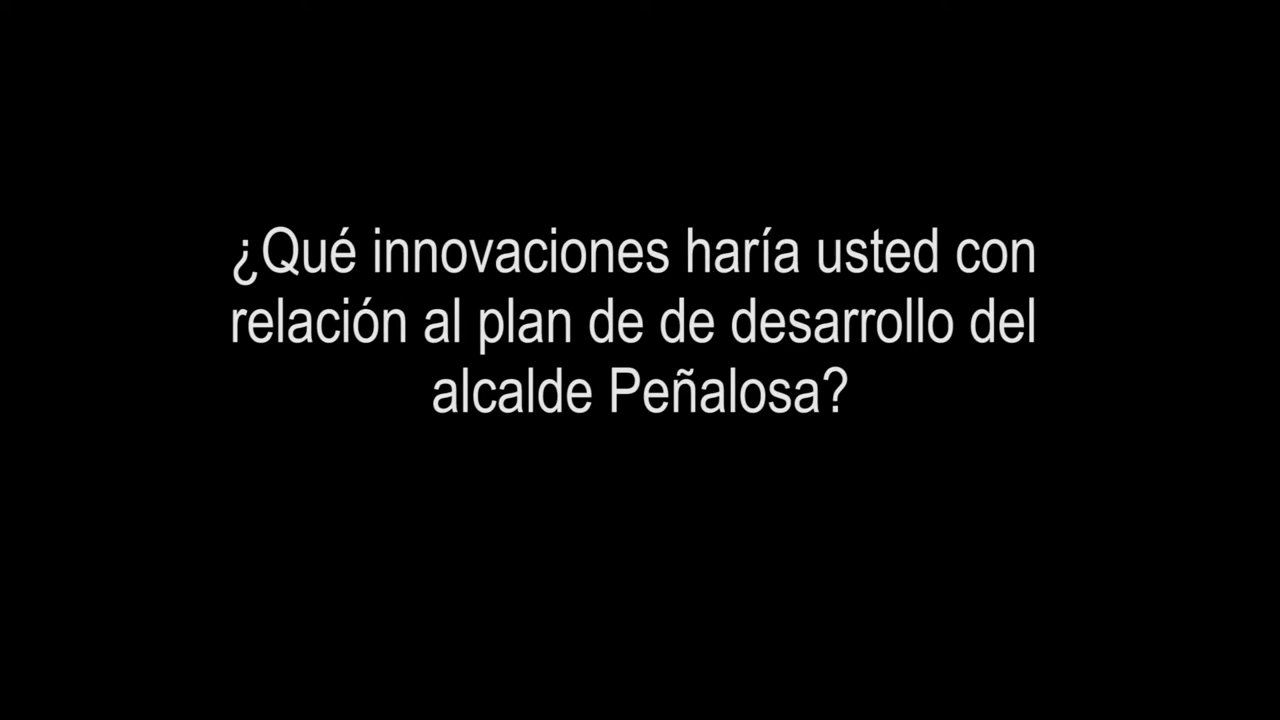 ¿Qué innovaciones haría usted con
relación al plan de de desarrollo del
alcalde Peñalosa?